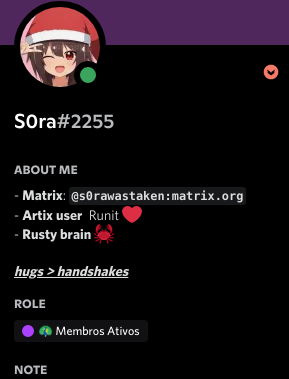 S0ra#2255
ABOUT ME
- Matrix: @s0rawastaken:matrix.org
- Artix user Runit ❤️
- Rusty brain 🦀
hugs > handshakes
ROLE
🦚 Membros Ativos
NOTE